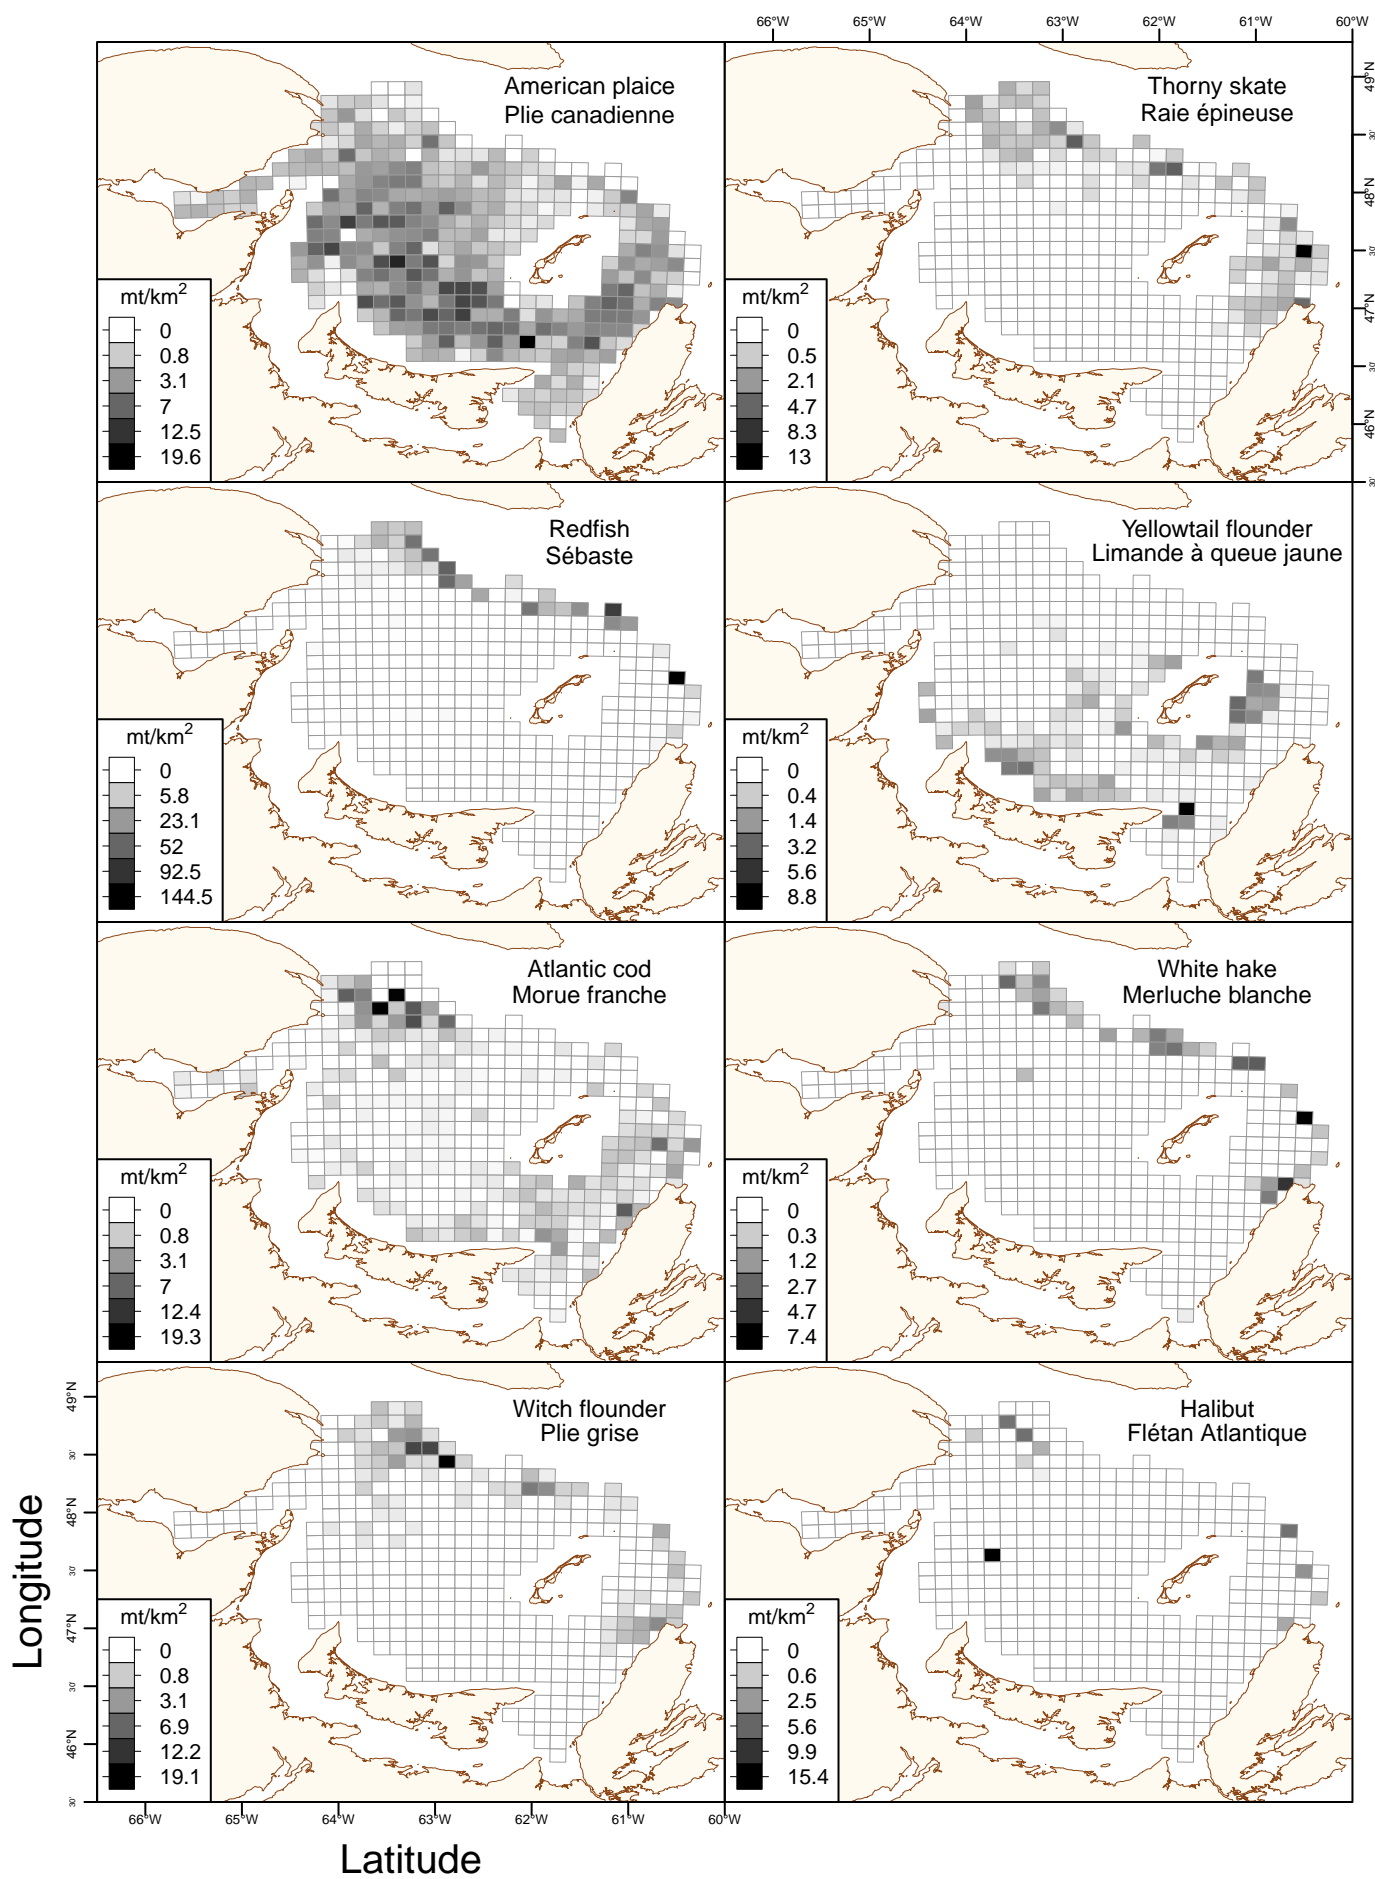 66°W 65°W 64°W 63°W 62°W 61°W 60°W
American plaice
Plie canadienne
mt/km2
0
0.8
3.1
7
12.5
19.6
Thorny skate
Raie épineuse
mt/km2
0
0.5
2.1
4.7
8.3
13
49°N
30'
48°N
30'
47°N
30'
46°N
30'
Redfish
Sébaste
mt/km2
0
5.8
23.1
52
92.5
144.5
Yellowtail flounder
Limande à queue jaune
mt/km2
0
0.4
1.4
3.2
5.6
8.8
Atlantic cod
Morue franche
mt/km2
0
0.8
3.1
7
12.4
19.3
White hake
Merluche blanche
mt/km2
0
0.3
1.2
2.7
4.7
7.4
Witch flounder
Plie grise
mt/km2
0
0.8
3.1
6.9
12.2
19.1
Halibut
Flétan Atlantique
mt/km2
0
0.6
2.5
5.6
9.9
15.4
49°N
30'
48°N
30'
47°N
30'
46°N
30'
Longitude
66°W 65°W 64°W 63°W 62°W 61°W 60°W
Latitude